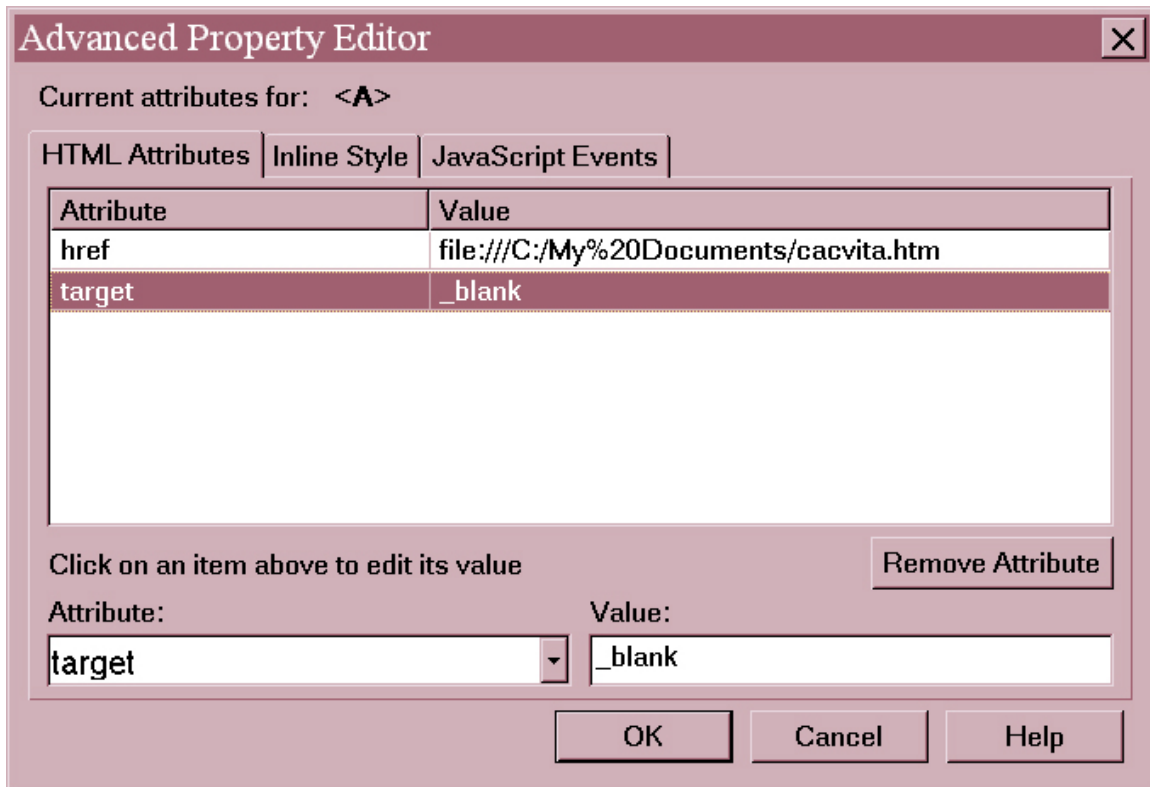 Advanced Property Editor
Current attributes for: <A>
HTML Attributes Inline Style JavaScript Events
Attribute Value
href file:///C:/My%20Documents/cacvita.htm
target _blank
Click on an item above to edit its value Remove Attribute
Attribute: Value:
target _blank
OK Cancel Help